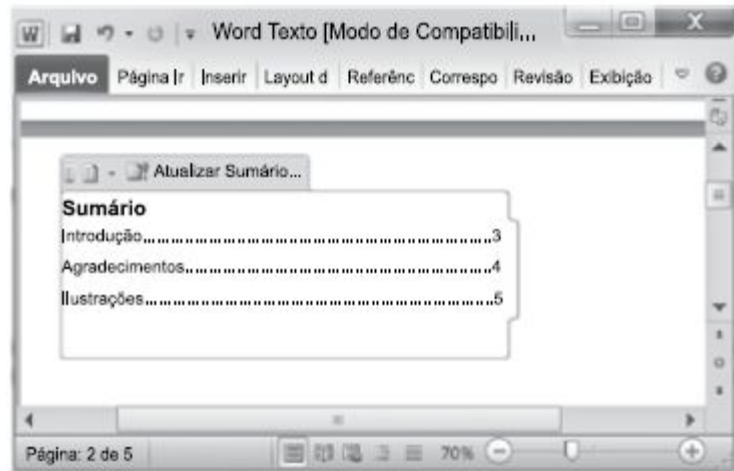 W Word Texto [Modo de Compatibili...
Arquivo Página Ir Inserir Layout d Referênc Correspo Revisão Exibição
Atualizar Sumário...
Sumário
Introdução....................................................3
Agradecimentos....................................................4
Ilustrações....................................................5
Página: 2 de 5 70%